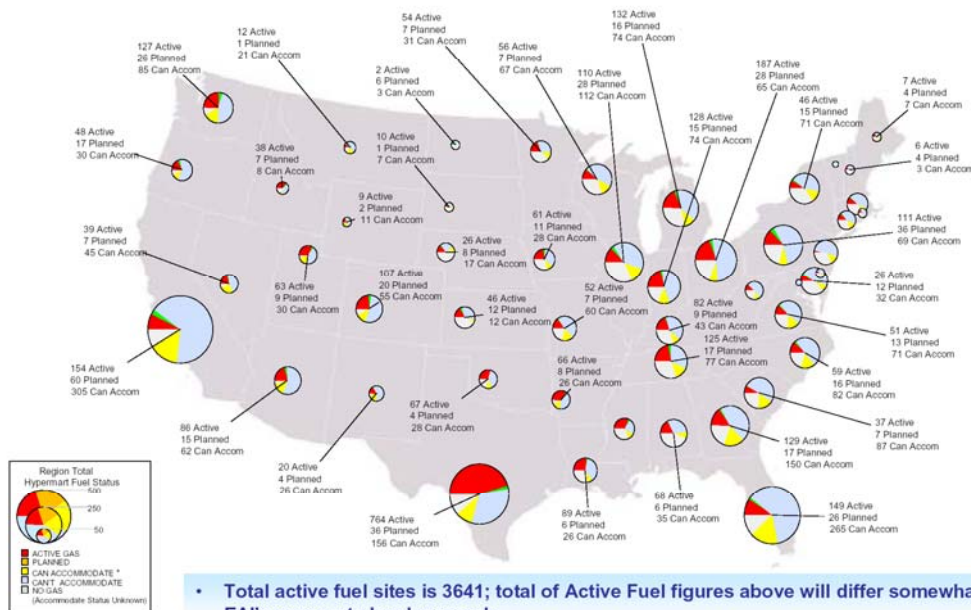 127 Active
26 Planned
85 Can Accom
12 Active
1 Planned
21 Can Accom
54 Active
7 Planned
31 Can Accom
132 Active
16 Planned
74 Can Accom
56 Active
7 Planned
67 Can Accom
2 Active
6 Planned
3 Can Accom
110 Active
28 Planned
112 Can Accom
187 Active
28 Planned
65 Can Accom
46 Active
15 Planned
71 Can Accom
7 Active
4 Planned
7 Can Accom
48 Active
17 Planned
30 Can Accom
38 Active
7 Planned
8 Can Accom
10 Active
1 Planned
7 Can Accom
128 Active
15 Planned
74 Can Accom
6 Active
4 Planned
3 Can Accom
9 Active
2 Planned
11 Can Accom
39 Active
7 Planned
45 Can Accom
61 Active
11 Planned
28 Can Accom
111 Active
36 Planned
69 Can Accom
26 Active
8 Planned
17 Can Accom
63 Active
9 Planned
30 Can Accom
107 Active
20 Planned
55 Can Accom
46 Active
12 Planned
12 Can Accom
52 Active
7 Planned
60 Can Accom
82 Active
9 Planned
43 Can Accom
26 Active
12 Planned
32 Can Accom
125 Active
17 Planned
77 Can Accom
51 Active
13 Planned
71 Can Accom
154 Active
60 Planned
305 Can Accom
66 Active
8 Planned
26 Can Accom
59 Active
16 Planned
82 Can Accom
67 Active
4 Planned
28 Can Accom
86 Active
15 Planned
62 Can Accom
37 Active
7 Planned
87 Can Accom
20 Active
4 Planned
26 Can Accom
129 Active
17 Planned
150 Can Accom
764 Active
36 Planned
156 Can Accom
89 Active
6 Planned
26 Can Accom
68 Active
6 Planned
35 Can Accom
149 Active
26 Planned
265 Can Accom
Region Total
Hypermart Fuel Status
500
250
50
ACTIVE GAS
PLANNED
CAN ACCOMMODATE *
CAN'T ACCOMMODATE
NO GAS
(Accommodate Status Unknown)
• Total active fuel sites is 3641; total of Active Fuel figures above will differ somewha